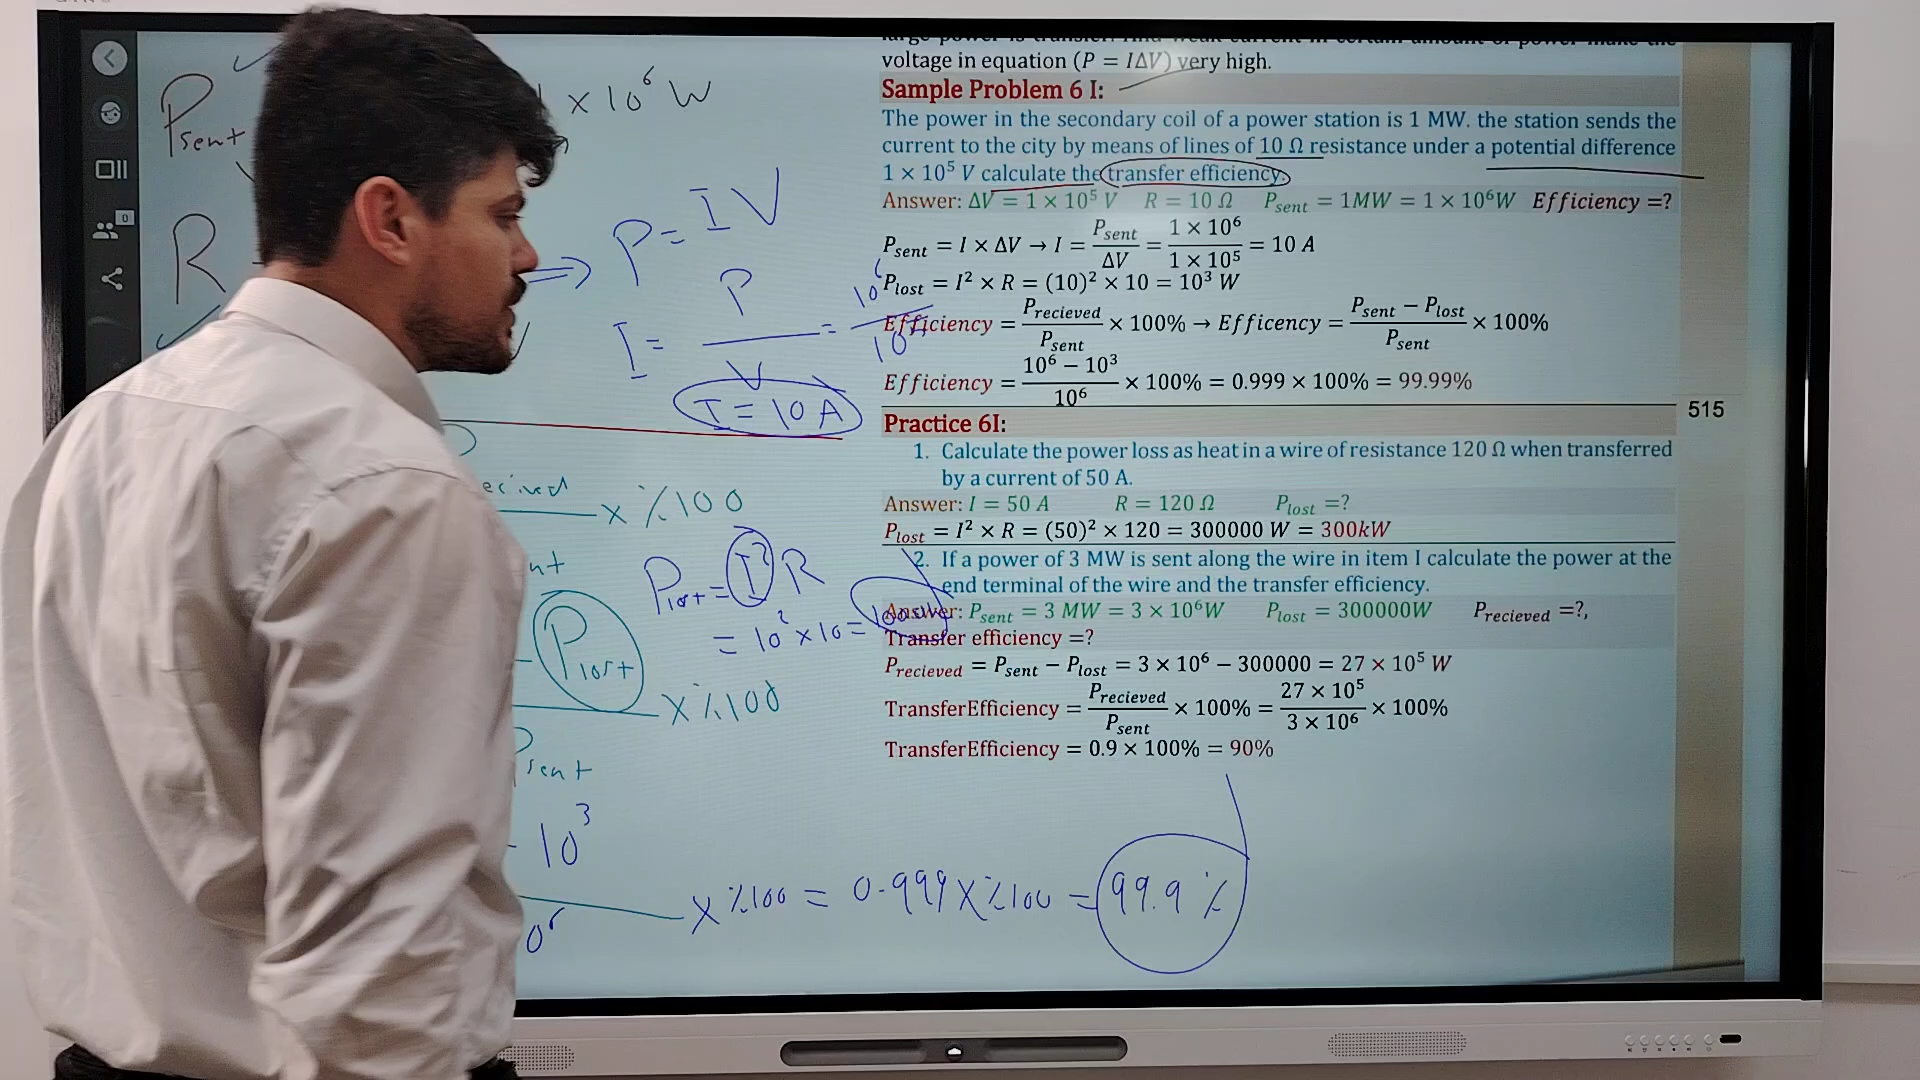 voltage in equation (P = IΔV) very high.
Sample Problem 6 I:
The power in the secondary coil of a power station is 1 MW. the station sends the
current to the city by means of lines of 10 Ω resistance under a potential difference
1 × 10⁵ V calculate the transfer efficiency.
Answer: ΔV = 1 × 10⁵ V R = 10 Ω P_sent = 1MW = 1 × 10⁶W Efficiency =?
P_sent = I × ΔV → I = P_sent / ΔV = 1 × 10⁶ / 1 × 10⁵ = 10 A
P_lost = I² × R = (10)² × 10 = 10³ W
Efficiency = P_recieved / P_sent × 100% → Efficency = P_sent − P_lost / P_sent × 100%
Efficiency = 10⁶ − 10³ / 10⁶ × 100% = 0.999 × 100% = 99.99%
515
Practice 6I:
1. Calculate the power loss as heat in a wire of resistance 120 Ω when transferred
by a current of 50 A.
Answer: I = 50 A R = 120 Ω P_lost =?
P_lost = I² × R = (50)² × 120 = 300000 W = 300kW
2. If a power of 3 MW is sent along the wire in item I calculate the power at the
end terminal of the wire and the transfer efficiency.
Answer: P_sent = 3 MW = 3 × 10⁶W P_lost = 300000W P_recieved =?,
Transfer efficiency =?
P_recieved = P_sent − P_lost = 3 × 10⁶ − 300000 = 27 × 10⁵ W
TransferEfficiency = P_recieved / P_sent × 100% = 27 × 10⁵ / 3 × 10⁶ × 100%
TransferEfficiency = 0.9 × 100% = 90%
P_sent
× 10⁶ W
R
P = IV
I = P / V =
I = 10 A
× %100
P_lost = I² R
= 10² × 10 =
P_lost
× %100
sent
10³
× %100 = 0.999 × %100 = 99.9 %
0